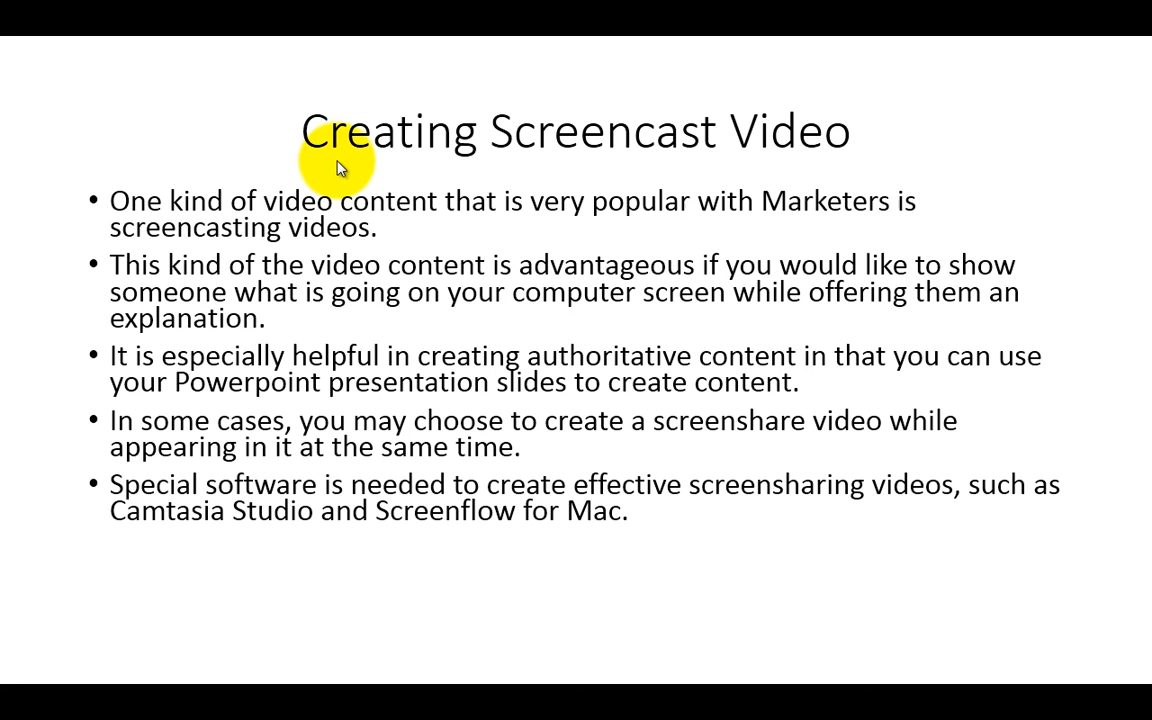 Creating Screencast Video
• One kind of video content that is very popular with Marketers is
screencasting videos.
• This kind of the video content is advantageous if you would like to show
someone what is going on your computer screen while offering them an
explanation.
• It is especially helpful in creating authoritative content in that you can use
your Powerpoint presentation slides to create content.
• In some cases, you may choose to create a screenshare video while
appearing in it at the same time.
• Special software is needed to create effective screensharing videos, such as
Camtasia Studio and Screenflow for Mac.